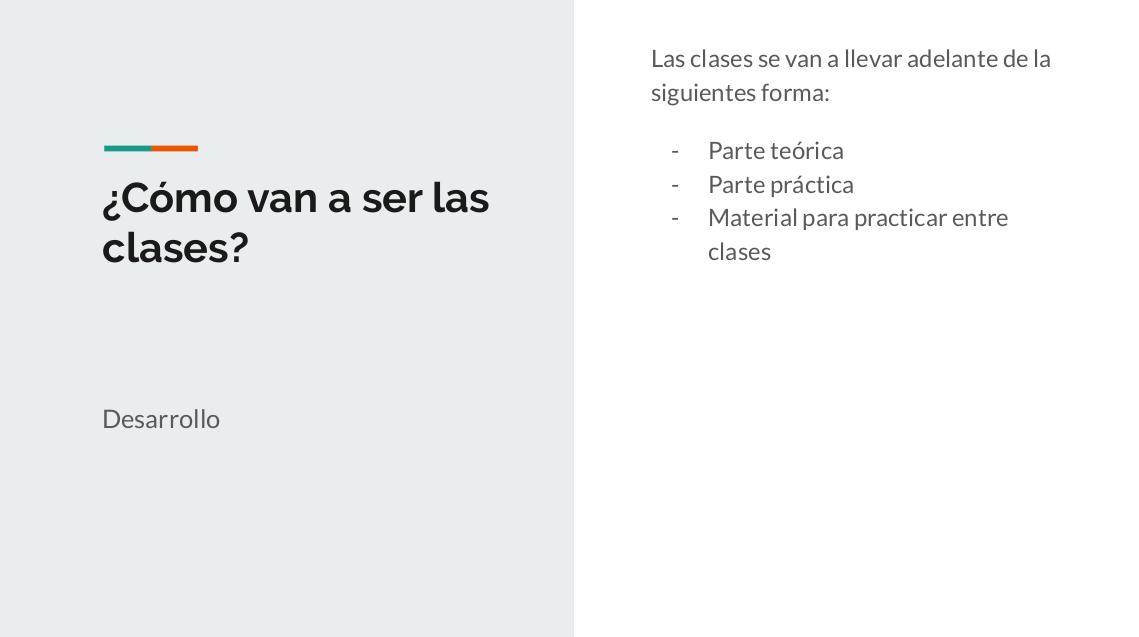 ¿Cómo van a ser las
clases?
Desarrollo
Las clases se van a llevar adelante de la
siguientes forma:
- Parte teórica
- Parte práctica
- Material para practicar entre
clases